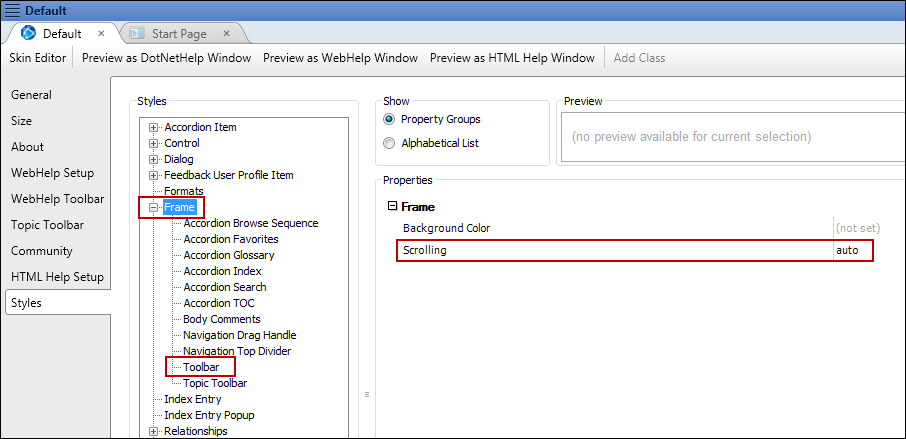 Default
Default × Start Page ×
Skin Editor Preview as DotNetHelp Window Preview as WebHelp Window Preview as HTML Help Window Add Class
General
Size
About
WebHelp Setup
WebHelp Toolbar
Topic Toolbar
Community
HTML Help Setup
Styles
Styles
Accordion Item
Control
Dialog
Feedback User Profile Item
Formats
Frame
Accordion Browse Sequence
Accordion Favorites
Accordion Glossary
Accordion Index
Accordion Search
Accordion TOC
Body Comments
Navigation Drag Handle
Navigation Top Divider
Toolbar
Topic Toolbar
Index Entry
Index Entry Popup
Relationships
Show
Property Groups
Alphabetical List
Preview
(no preview available for current selection)
Properties
Frame
Background Color (not set)
Scrolling auto